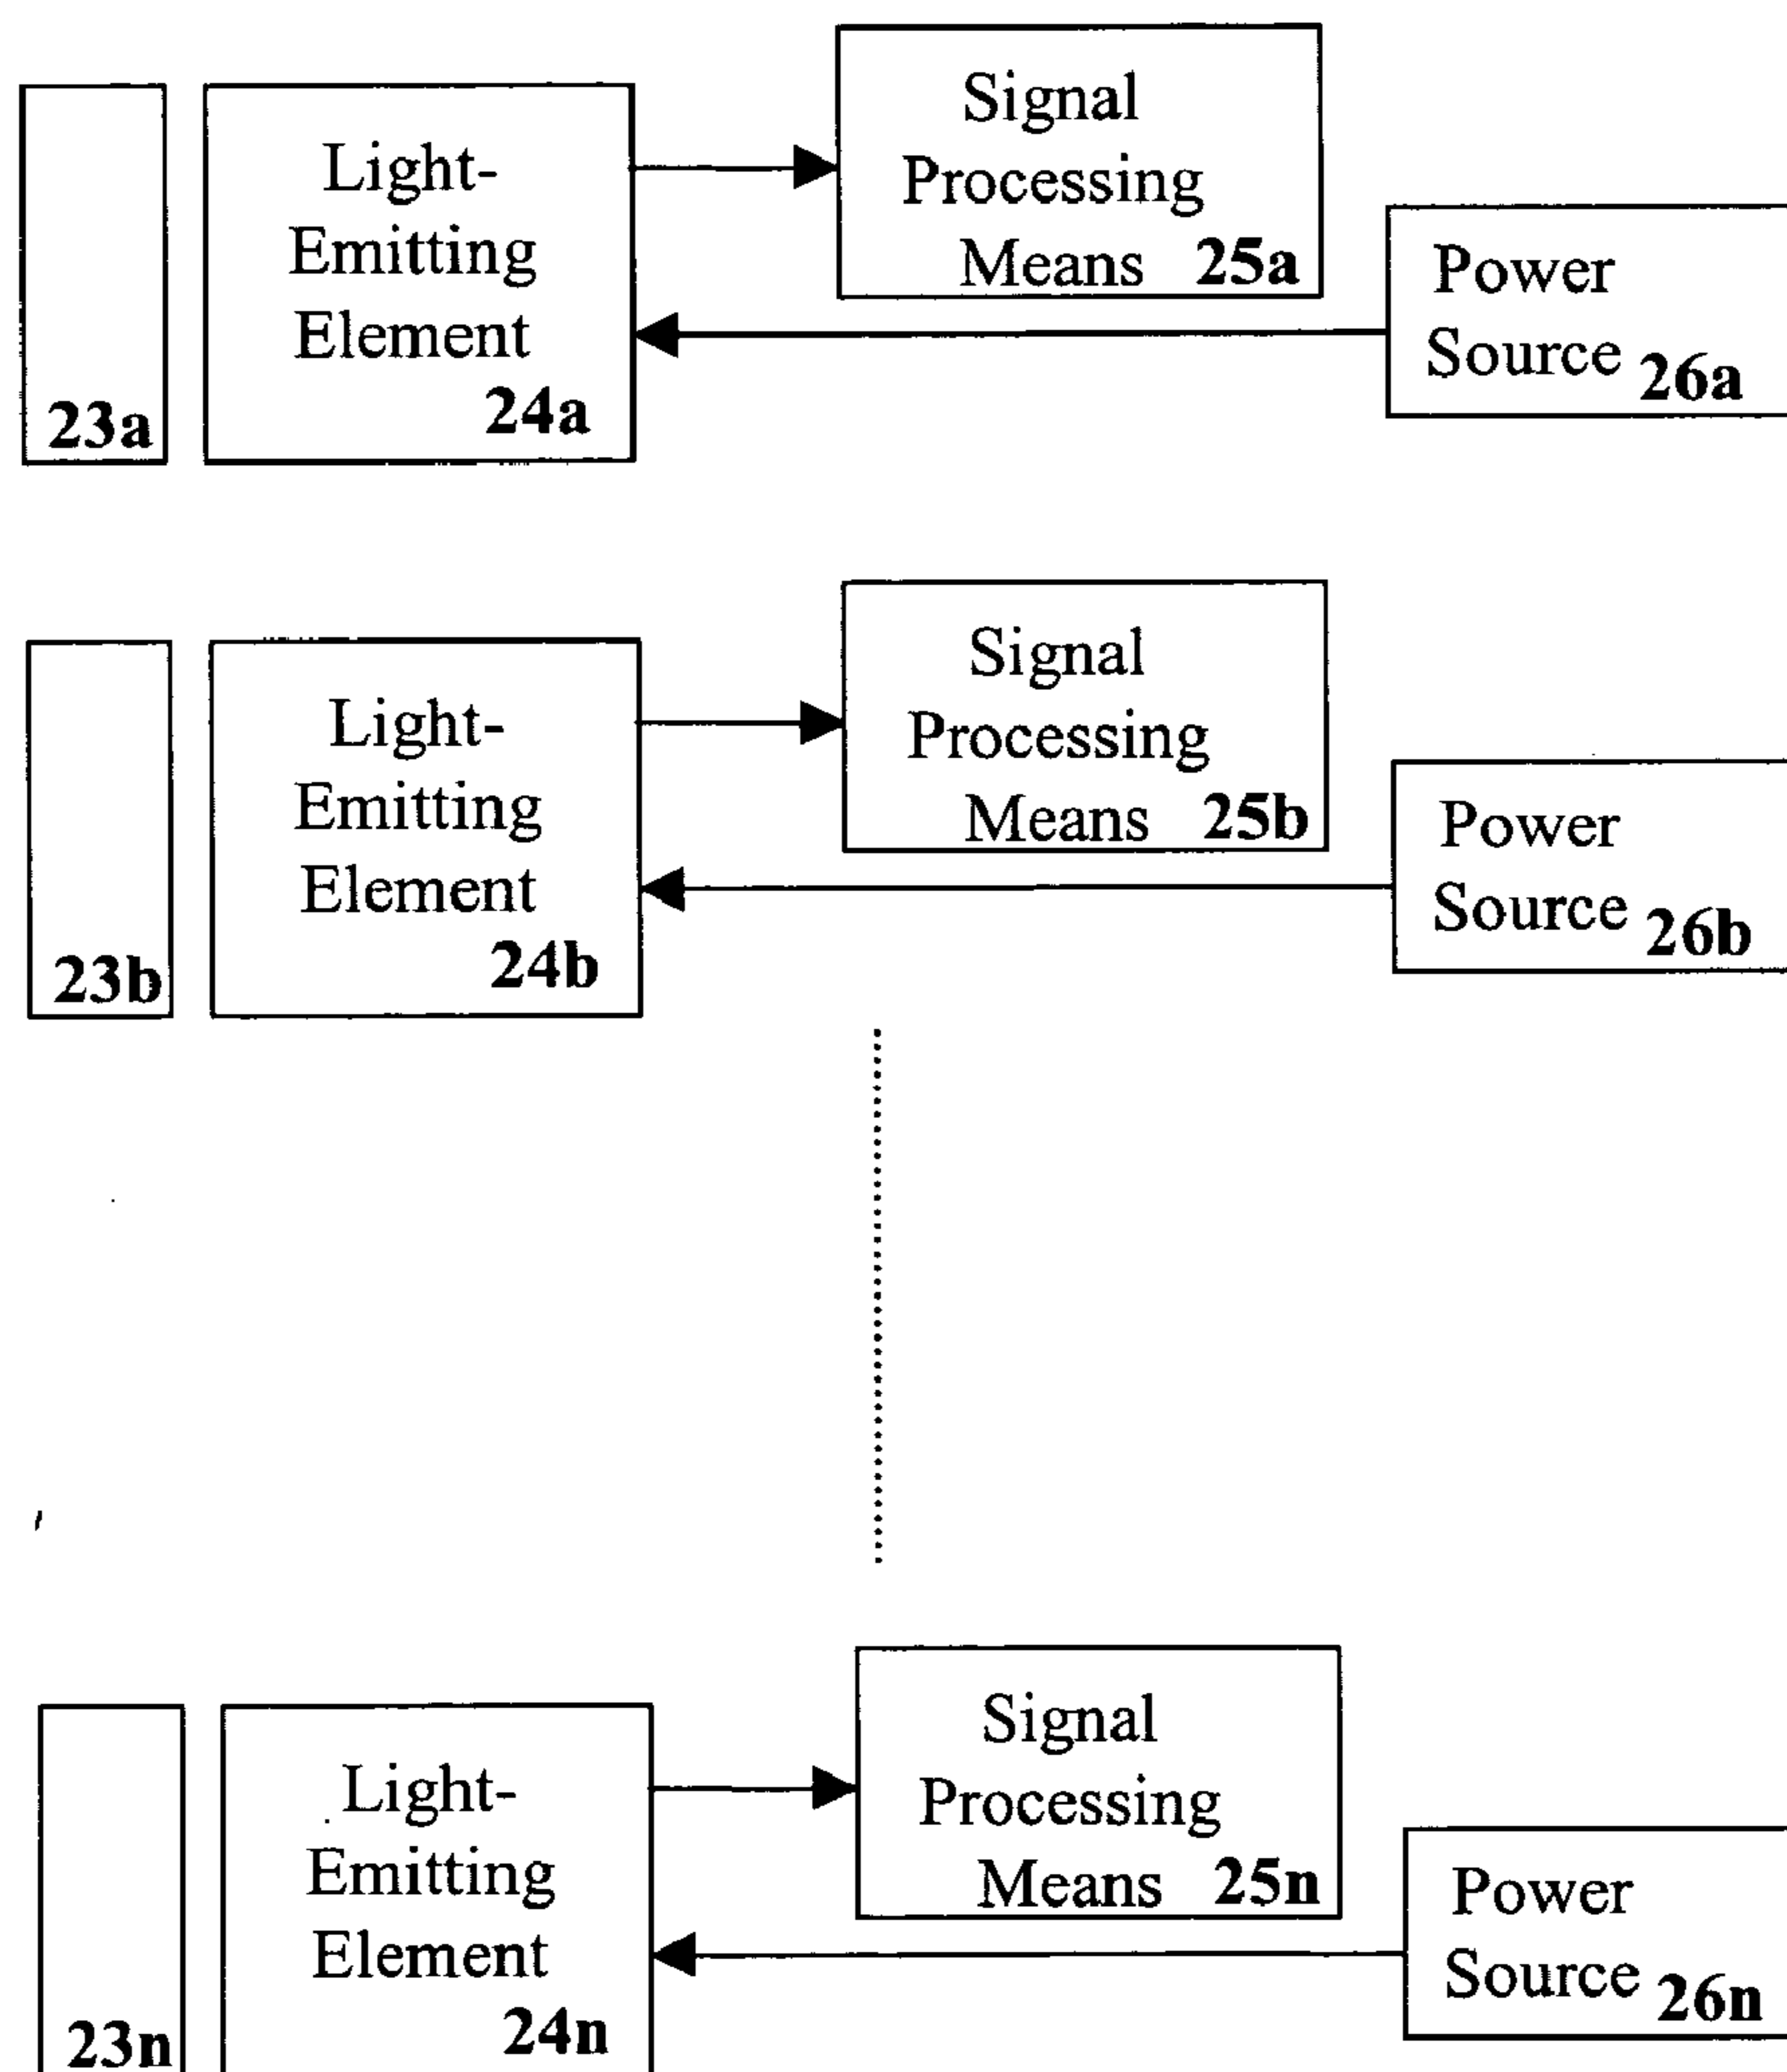 23a
Light-
Emitting
Element
24a
Signal
Processing
Means 25a
Power
Source 26a
23b
Light-
Emitting
Element
24b
Signal
Processing
Means 25b
Power
Source 26b
23n
Light-
Emitting
Element
24n
Signal
Processing
Means 25n
Power
Source 26n